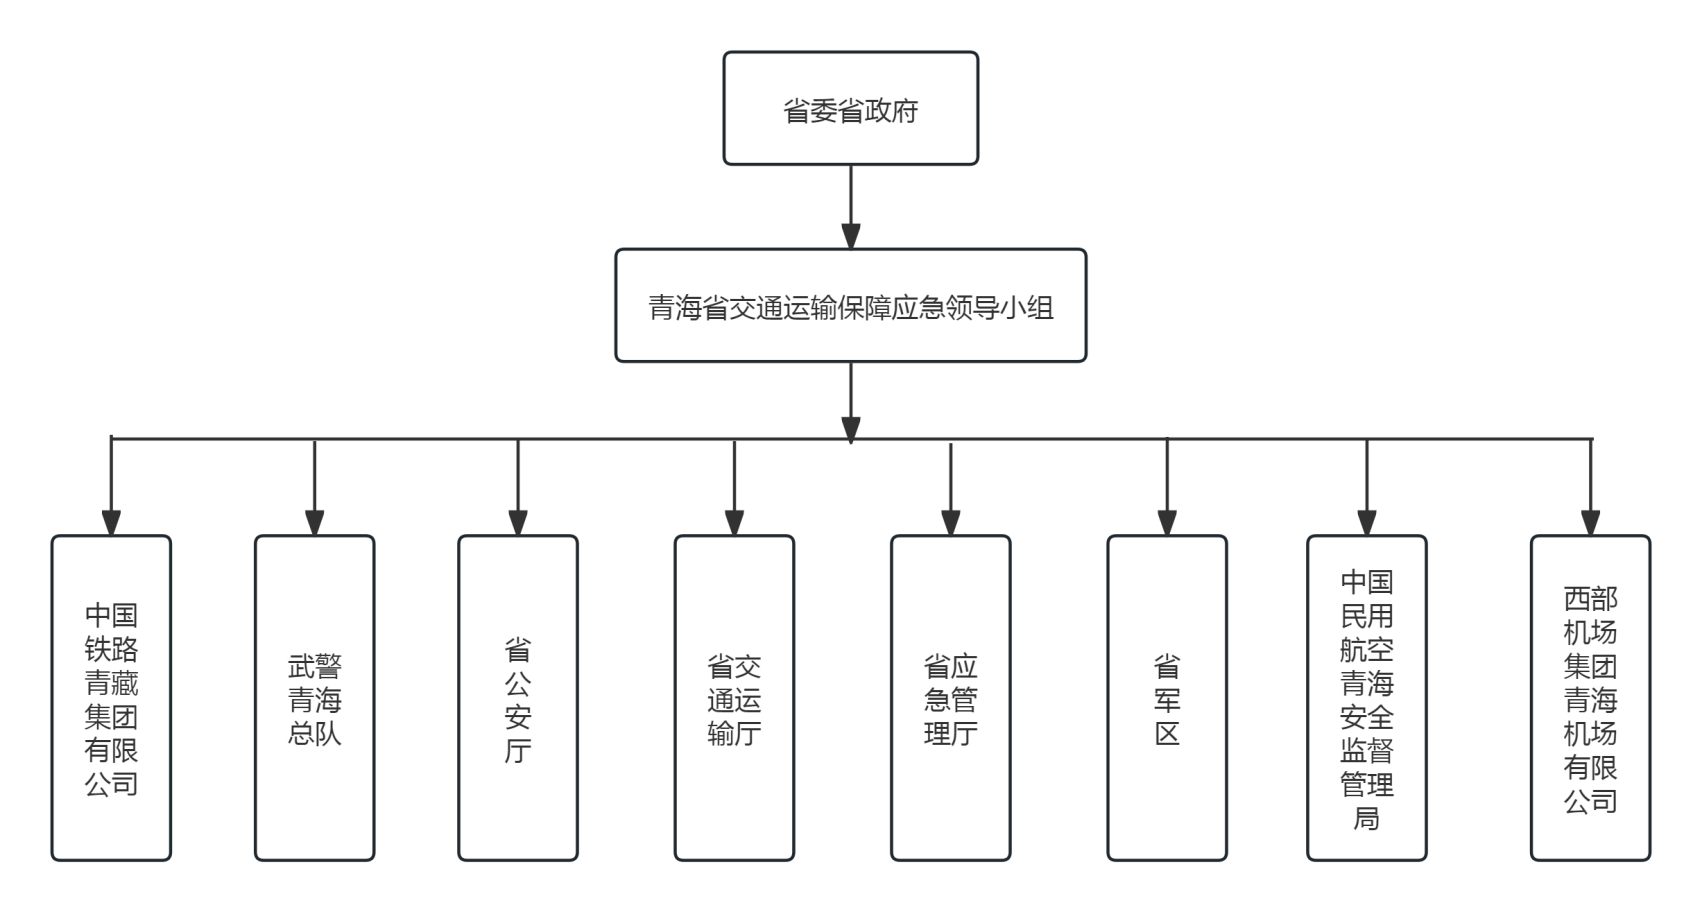 省委省政府
青海省交通运输保障应急领导小组
中国
铁路
青藏
集团
有限
公司
武警
青海
总队
省
公
安
厅
省交
通运
输厅
省应
急管
理厅
省
军
区
中国
民用
航空
青海
安全
监督
管理
局
西部
机场
集团
青海
机场
有限
公司